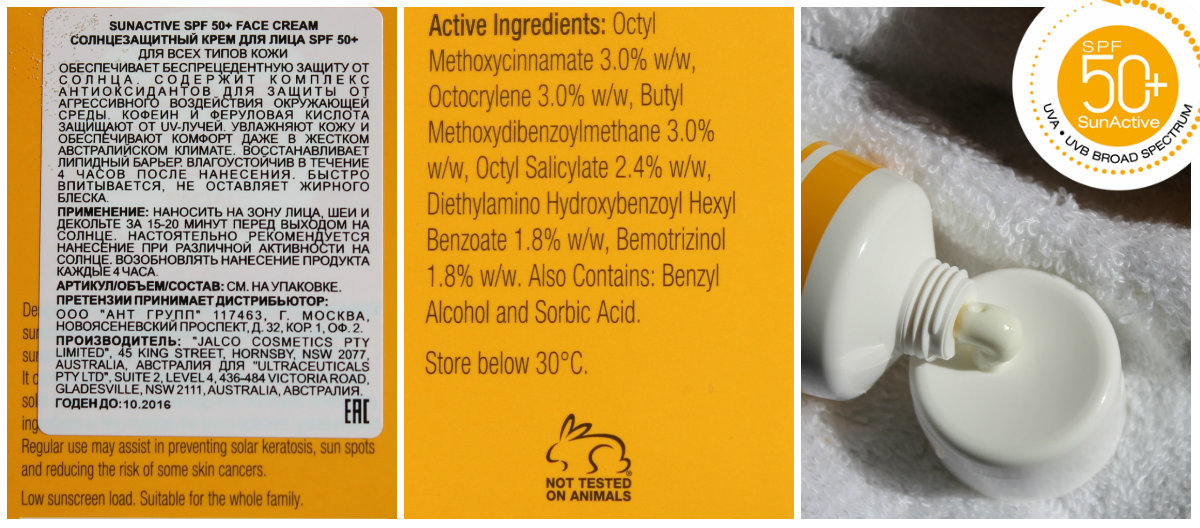 SUNACTIVE SPF 50+ FACE CREAM
СОЛНЦЕЗАЩИТНЫЙ КРЕМ ДЛЯ ЛИЦА SPF 50+
ДЛЯ ВСЕХ ТИПОВ КОЖИ
ОБЕСПЕЧИВАЕТ БЕСПРЕЦЕДЕНТНУЮ ЗАЩИТУ ОТ
СОЛНЦА. СОДЕРЖИТ КОМПЛЕКС
АНТИОКСИДАНТОВ ДЛЯ ЗАЩИТЫ ОТ
АГРЕССИВНОГО ВОЗДЕЙСТВИЯ ОКРУЖАЮЩЕЙ
СРЕДЫ. КОФЕИН И ФЕРУЛОВАЯ КИСЛОТА
ЗАЩИЩАЮТ ОТ UV-ЛУЧЕЙ. УВЛАЖНЯЮТ КОЖУ И
ОБЕСПЕЧИВАЮТ КОМФОРТ ДАЖЕ В ЖЕСТКОМ
АВСТРАЛИЙСКОМ КЛИМАТЕ. ВОССТАНАВЛИВАЕТ
ЛИПИДНЫЙ БАРЬЕР. ВЛАГОУСТОЙЧИВ В ТЕЧЕНИЕ
4 ЧАСОВ ПОСЛЕ НАНЕСЕНИЯ. БЫСТРО
ВПИТЫВАЕТСЯ, НЕ ОСТАВЛЯЕТ ЖИРНОГО
БЛЕСКА.
ПРИМЕНЕНИЕ: НАНОСИТЬ НА ЗОНУ ЛИЦА, ШЕИ И
ДЕКОЛЬТЕ ЗА 15-20 МИНУТ ПЕРЕД ВЫХОДОМ НА
СОЛНЦЕ. НАСТОЯТЕЛЬНО РЕКОМЕНДУЕТСЯ
НАНЕСЕНИЕ ПРИ РАЗЛИЧНОЙ АКТИВНОСТИ НА
СОЛНЦЕ. ВОЗОБНОВЛЯТЬ НАНЕСЕНИЕ ПРОДУКТА
КАЖДЫЕ 4 ЧАСА.
АРТИКУЛ/ОБЪЕМ/СОСТАВ: СМ. НА УПАКОВКЕ.
ПРЕТЕНЗИИ ПРИНИМАЕТ ДИСТРИБЬЮТОР:
ООО "АНТ ГРУПП" 117463, Г. МОСКВА,
НОВОЯСЕНЕВСКИЙ ПРОСПЕКТ, Д. 32, КОР. 1, ОФ. 2.
ПРОИЗВОДИТЕЛЬ: "JALCO COSMETICS PTY
LIMITED", 45 KING STREET, HORNSBY, NSW 2077,
AUSTRALIA, АВСТРАЛИЯ ДЛЯ "ULTRACEUTICALS
PTY LTD", SUITE 2, LEVEL 4, 436-484 VICTORIA ROAD,
GLADESVILLE, NSW 2111, AUSTRALIA, АВСТРАЛИЯ.
ГОДЕН ДО: 10.2016
EAC
Regular use may assist in preventing solar keratosis, sun spots
and reducing the risk of some skin cancers.
Low sunscreen load. Suitable for the whole family.
Active Ingredients: Octyl
Methoxycinnamate 3.0% w/w,
Octocrylene 3.0% w/w, Butyl
Methoxydibenzoylmethane 3.0%
w/w, Octyl Salicylate 2.4% w/w,
Diethylamino Hydroxybenzoyl Hexyl
Benzoate 1.8% w/w, Bemotrizinol
1.8% w/w. Also Contains: Benzyl
Alcohol and Sorbic Acid.
Store below 30°C.
NOT TESTED
ON ANIMALS
SPF
50+
SunActive
UVA • UVB BROAD SPECTRUM